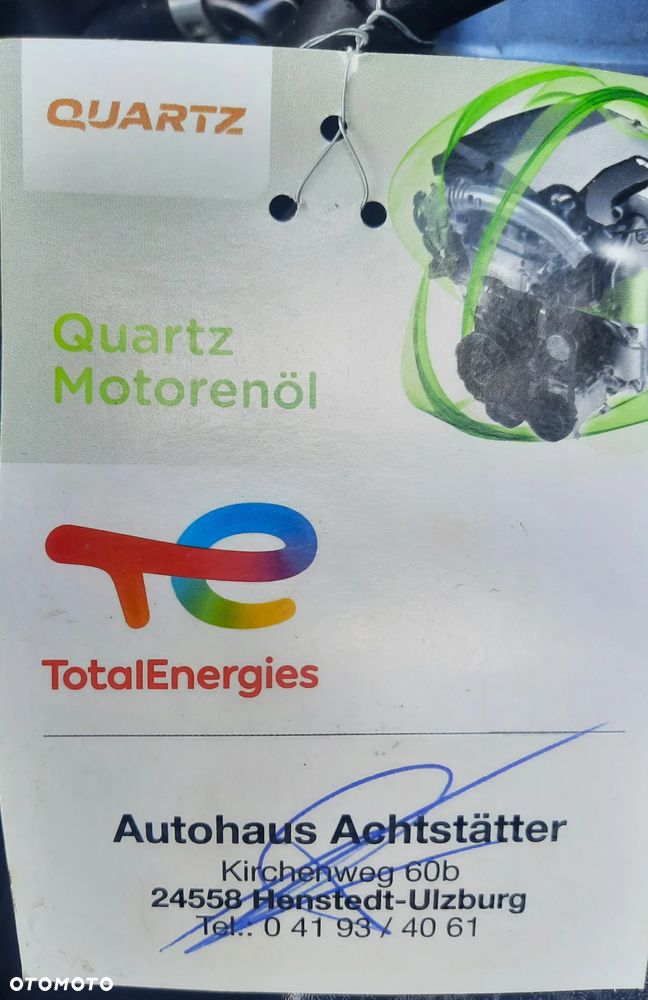 QUARTZ
Quartz
Motorenöl
TotalEnergies
Autohaus Achtstätter
Kirchenweg 60b
24558 Henstedt-Ulzburg
Tel.: 0 41 93 / 40 61
OTOMOTO